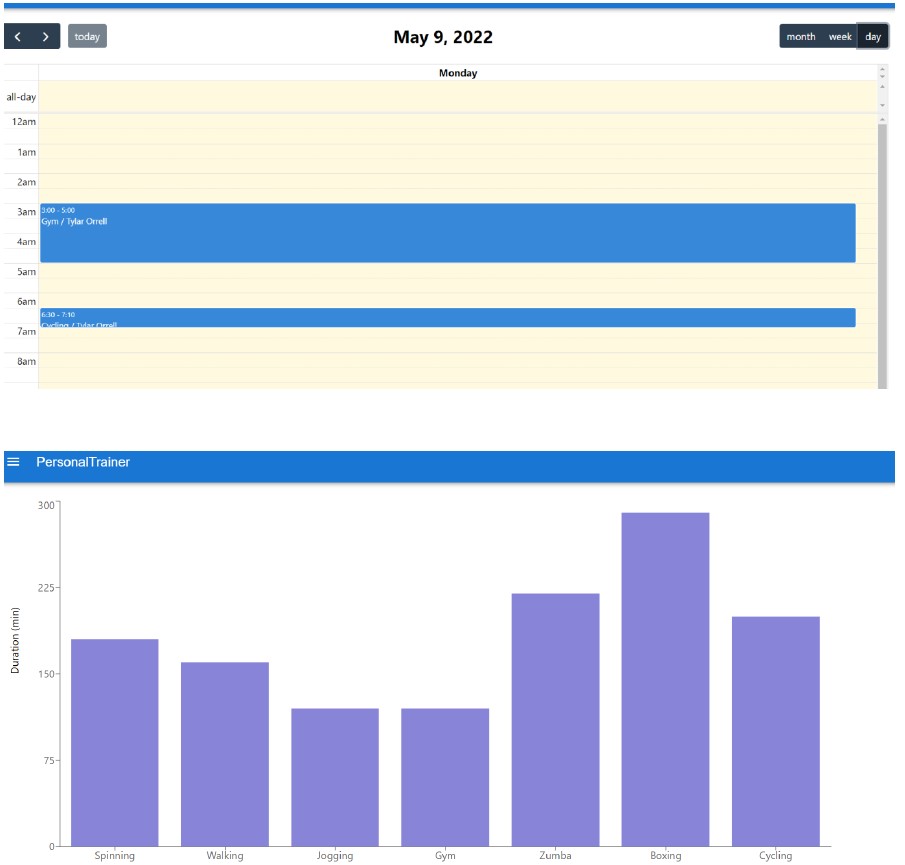 today
May 9, 2022
month week day
Monday
all-day
12am
1am
2am
3am
3:00 - 5:00
Gym / Tylar Orrell
4am
5am
6am
6:30 - 7:10
Cycling / Tylar Orrell
7am
8am
PersonalTrainer
Duration (min)
300
225
150
75
0
Spinning Walking Jogging Gym Zumba Boxing Cycling